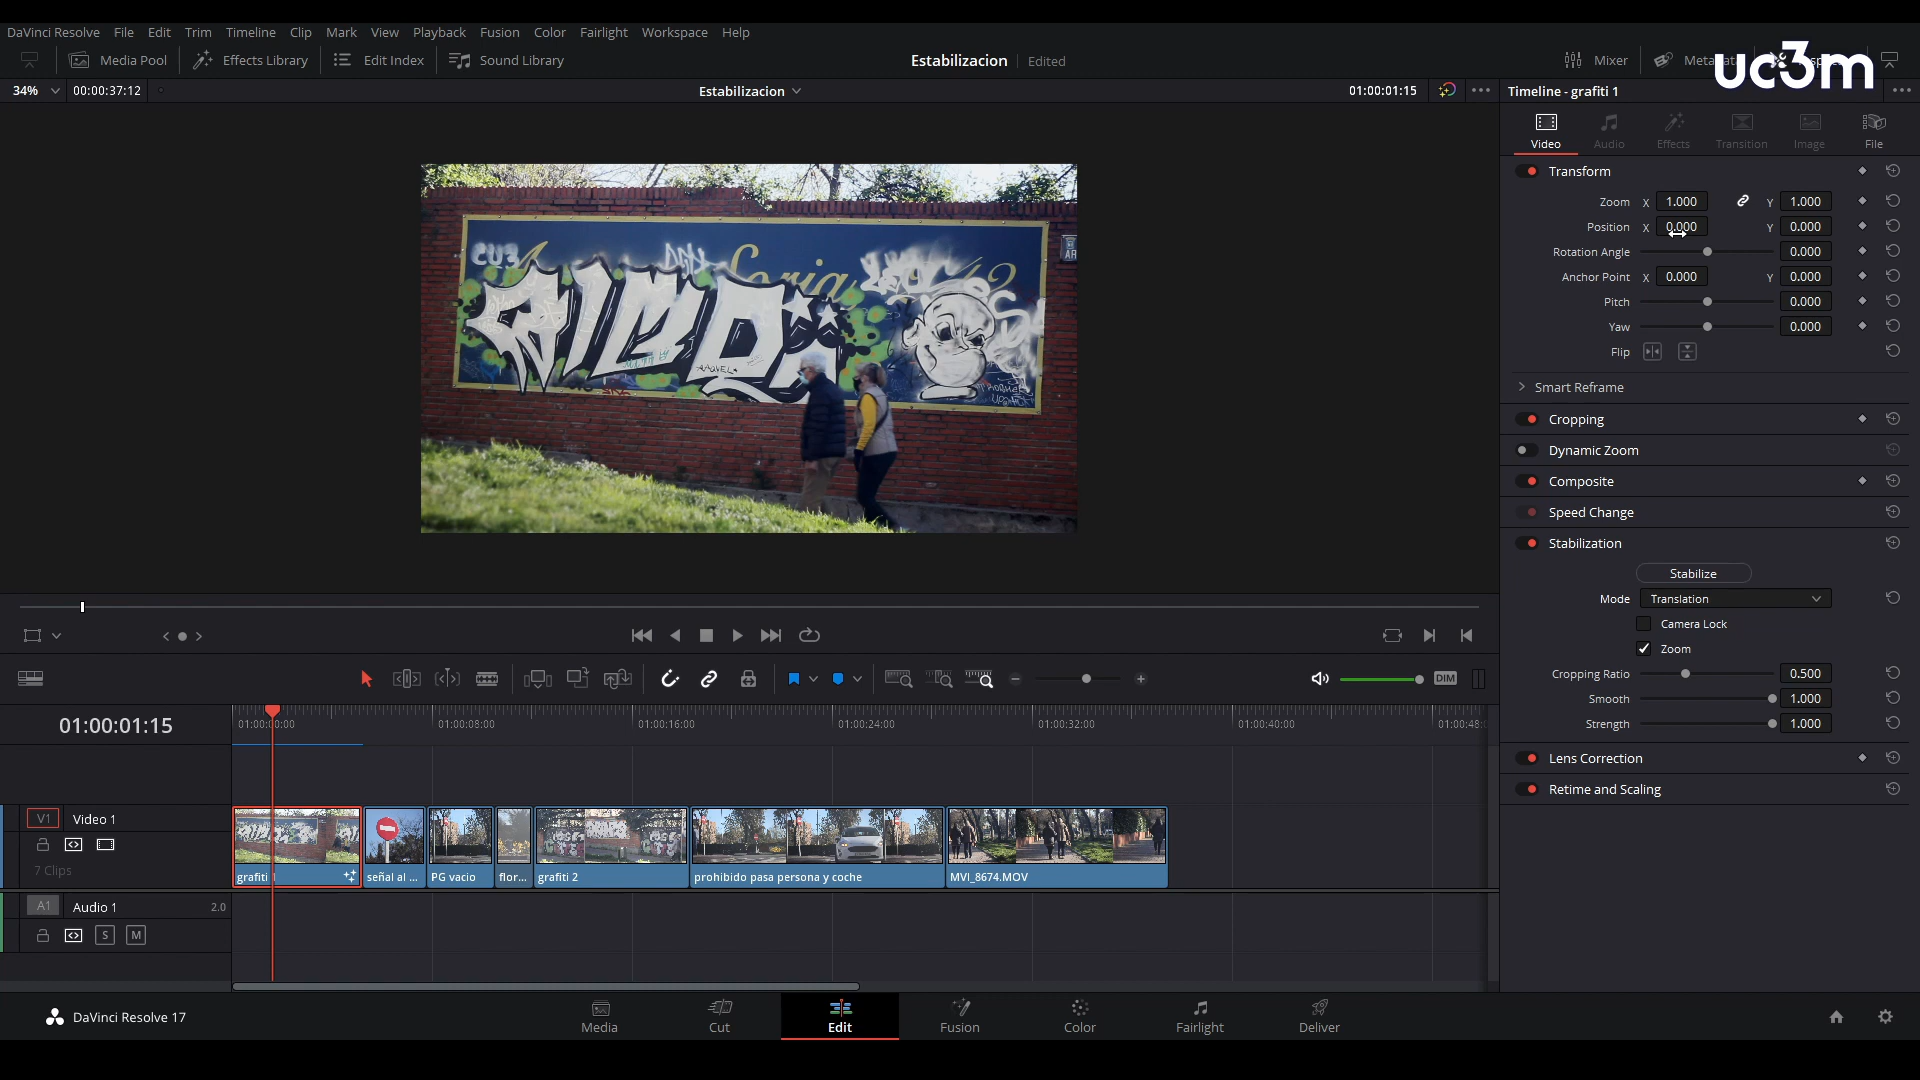 DaVinci Resolve File Edit Trim Timeline Clip Mark View Playback Fusion Color Fairlight Workspace Help
Media Pool Effects Library Edit Index Sound Library Estabilizacion Edited Mixer
uc3m
34% 00:00:37:12 Estabilizacion 01:00:01:15 Timeline - grafiti 1
Video Audio Effects Transition Image File
Transform
Zoom X 1.000 Y 1.000
Position X 0.000 Y 0.000
Rotation Angle 0.000
Anchor Point X 0.000 Y 0.000
Pitch 0.000
Yaw 0.000
Flip
Smart Reframe
Cropping
Dynamic Zoom
Composite
Speed Change
Stabilization
Stabilize
Mode Translation
Camera Lock
Zoom
Cropping Ratio 0.500
Smooth 1.000
Strength 1.000
Lens Correction
Retime and Scaling
CU3
Soria
DIM
01:00:01:15
01:00:00:00 01:00:08:00 01:00:16:00 01:00:24:00 01:00:32:00 01:00:40:00
V1 Video 1
7 Clips
grafiti señal al ... PG vacio flor... grafiti 2 prohibido pasa persona y coche MVI_8674.MOV
A1 Audio 1 2.0
S M
DaVinci Resolve 17
Media Cut Edit Fusion Color Fairlight Deliver